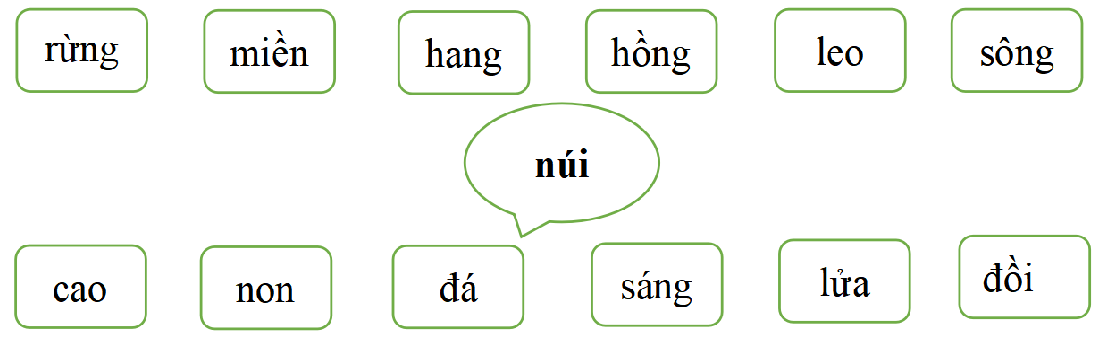 rừng miền hang hồng leo sông
núi
cao non đá sáng lửa đồi